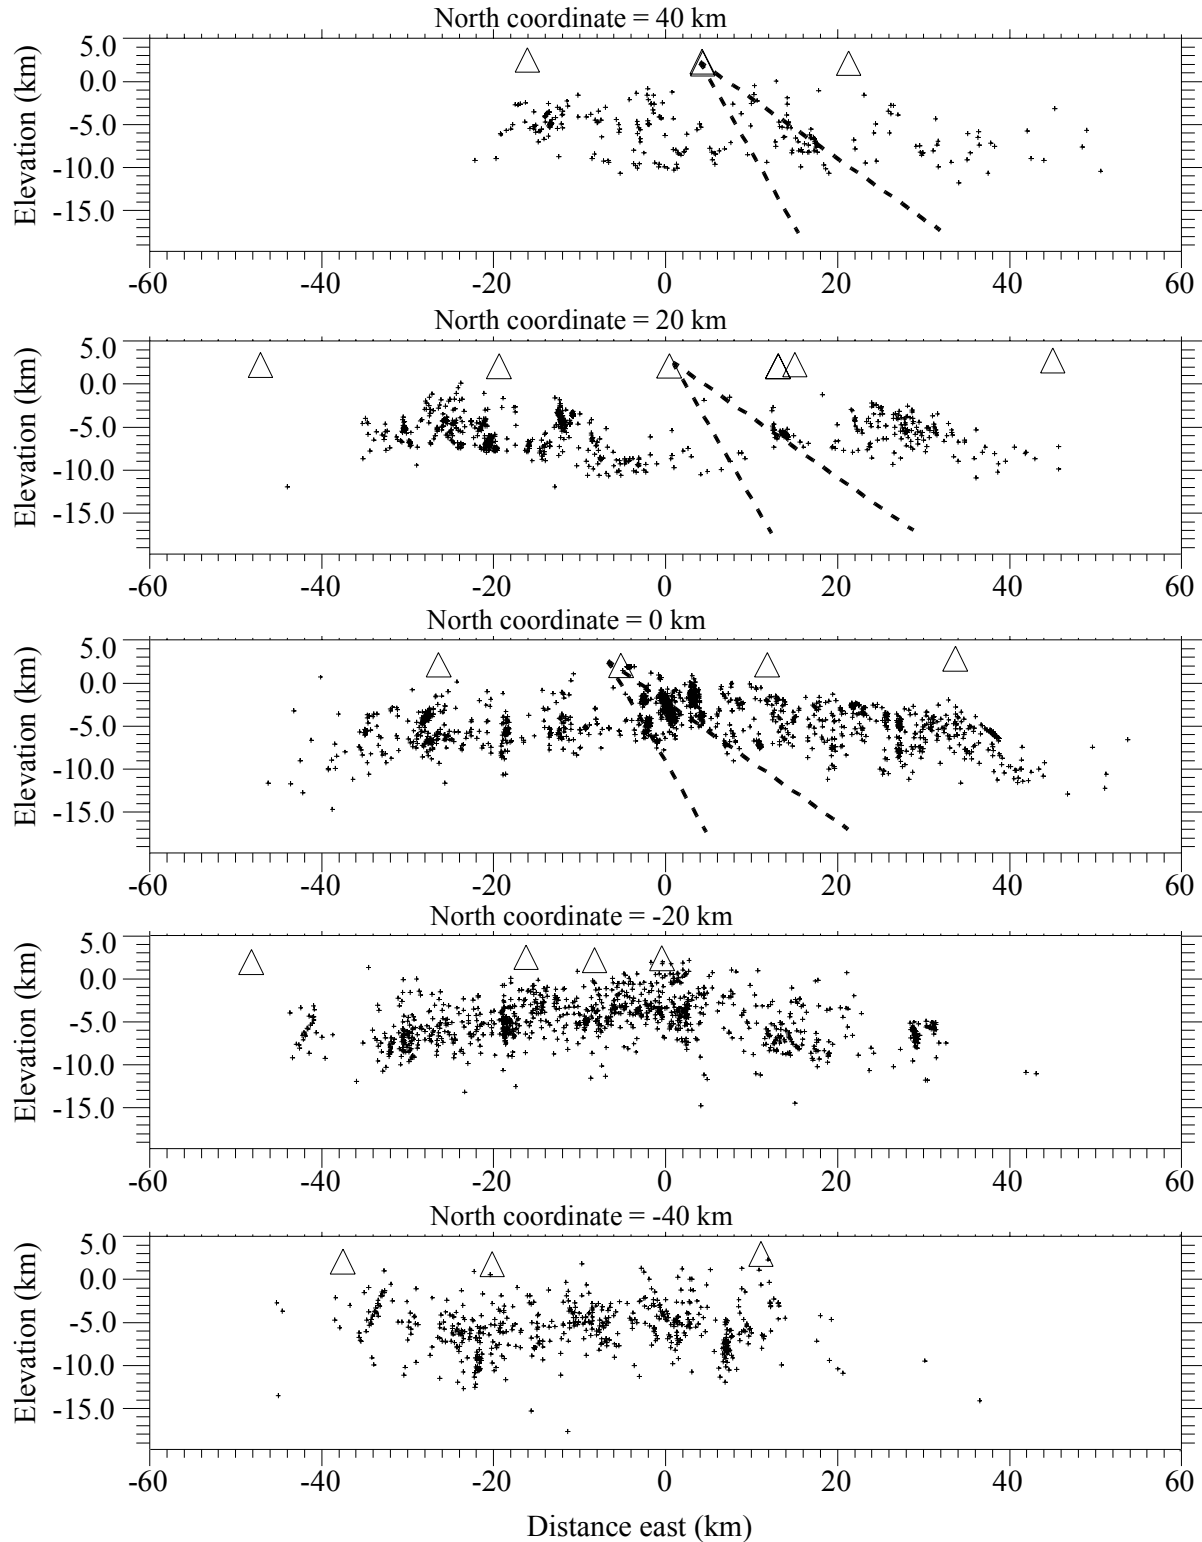 North coordinate = 40 km
5.0
0.0
-5.0
-10.0
-15.0
Elevation (km)
-60 -40 -20 0 20 40 60
North coordinate = 20 km
5.0
0.0
-5.0
-10.0
-15.0
Elevation (km)
-60 -40 -20 0 20 40 60
North coordinate = 0 km
5.0
0.0
-5.0
-10.0
-15.0
Elevation (km)
-60 -40 -20 0 20 40 60
North coordinate = -20 km
5.0
0.0
-5.0
-10.0
-15.0
Elevation (km)
-60 -40 -20 0 20 40 60
North coordinate = -40 km
5.0
0.0
-5.0
-10.0
-15.0
Elevation (km)
-60 -40 -20 0 20 40 60
Distance east (km)